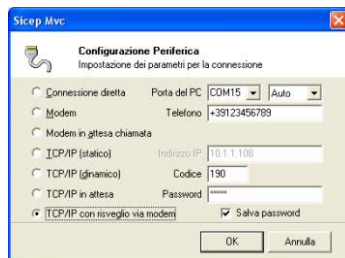 Sicep Mvc
Configurazione Periferica
Impostazione dei parametri per la connessione
Connessione diretta Porta del PC COM15 Auto
Modem Telefono +39123456789
Modem in attesa chiamata
TCP/IP (statico) Indirizzo IP 10.1.1.108
TCP/IP (dinamico) Codice 190
TCP/IP in attesa Password *****
TCP/IP con risveglio via modem Salva password
OK Annulla